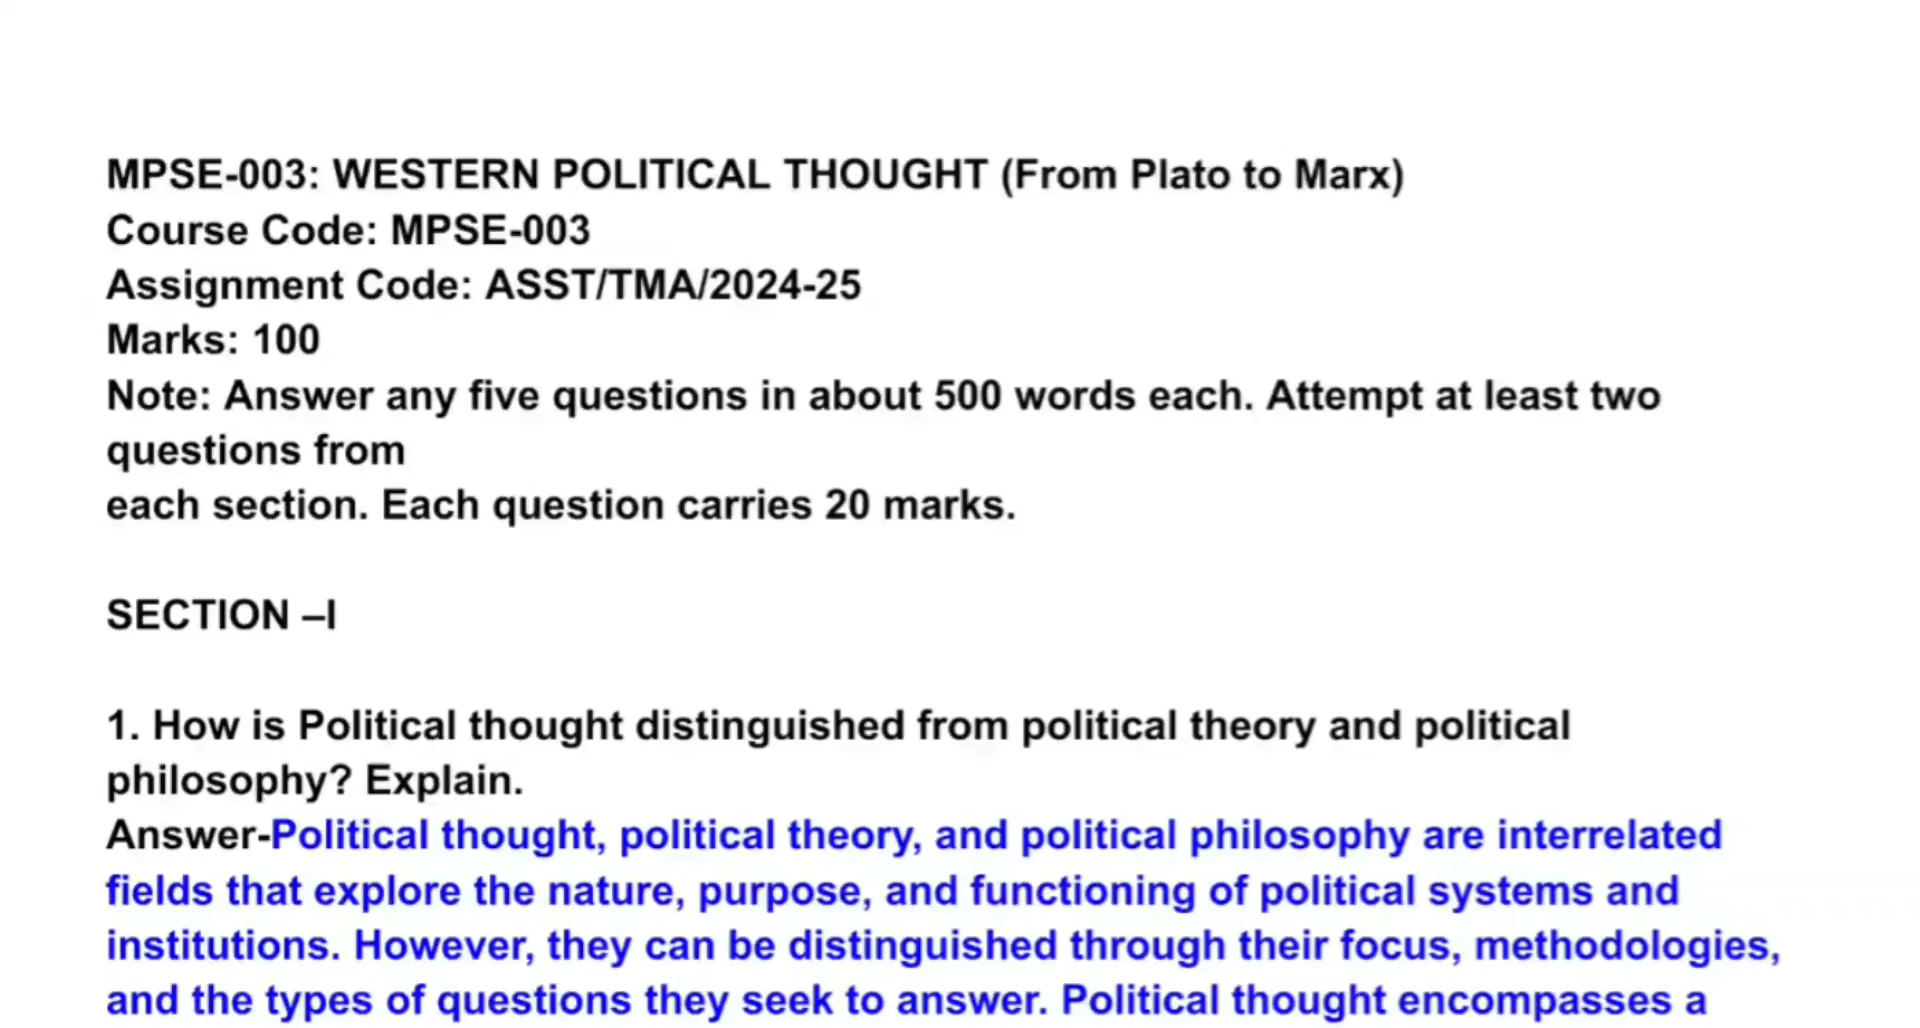 MPSE-003: WESTERN POLITICAL THOUGHT (From Plato to Marx)
Course Code: MPSE-003
Assignment Code: ASST/TMA/2024-25
Marks: 100
Note: Answer any five questions in about 500 words each. Attempt at least two
questions from
each section. Each question carries 20 marks.
SECTION –I
1. How is Political thought distinguished from political theory and political
philosophy? Explain.
Answer-Political thought, political theory, and political philosophy are interrelated
fields that explore the nature, purpose, and functioning of political systems and
institutions. However, they can be distinguished through their focus, methodologies,
and the types of questions they seek to answer. Political thought encompasses a